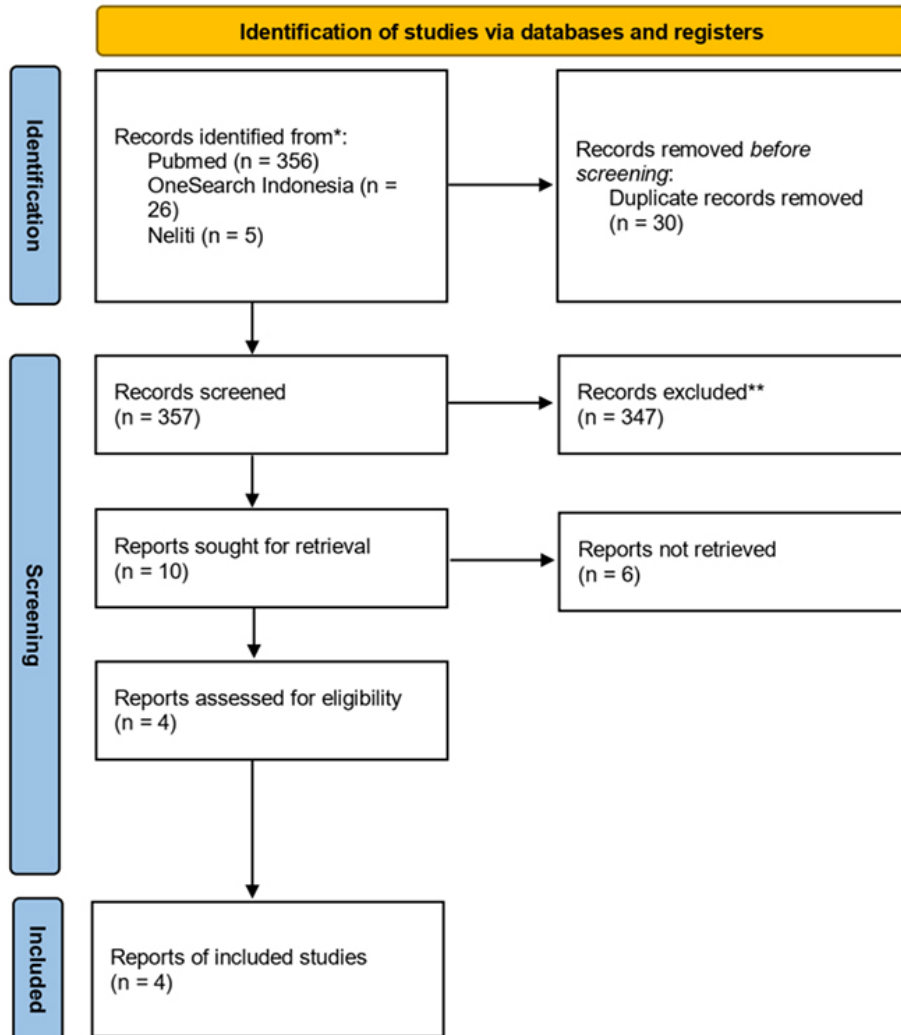 Identification of studies via databases and registers
Identification
Records identified from*:
Pubmed (n = 356)
OneSearch Indonesia (n =
26)
Neliti (n = 5)
Records removed before
screening:
Duplicate records removed
(n = 30)
Screening
Records screened
(n = 357)
Records excluded**
(n = 347)
Reports sought for retrieval
(n = 10)
Reports not retrieved
(n = 6)
Reports assessed for eligibility
(n = 4)
Included
Reports of included studies
(n = 4)